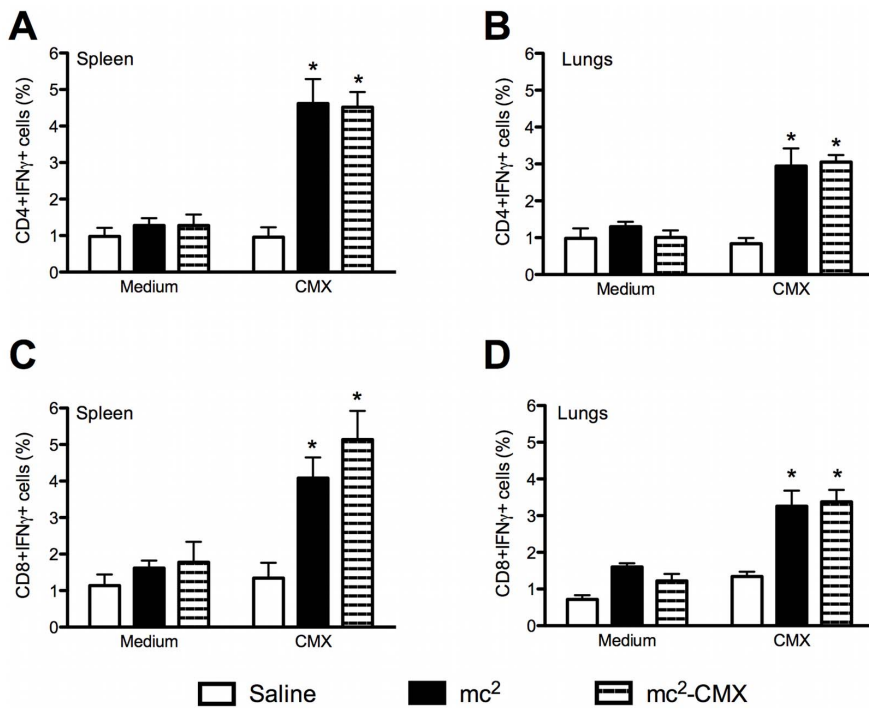 A
Spleen
CD4+IFNγ+ cells (%)
6
5
4
3
2
1
0
* *
Medium CMX
B
Lungs
CD4+IFNγ+ cells (%)
6
5
4
3
2
1
0
* *
Medium CMX
C
Spleen
CD8+IFNγ+ cells (%)
6
5
4
3
2
1
0
* *
Medium CMX
D
Lungs
CD8+IFNγ+ cells (%)
6
5
4
3
2
1
0
* *
Medium CMX
Saline mc² mc²-CMX